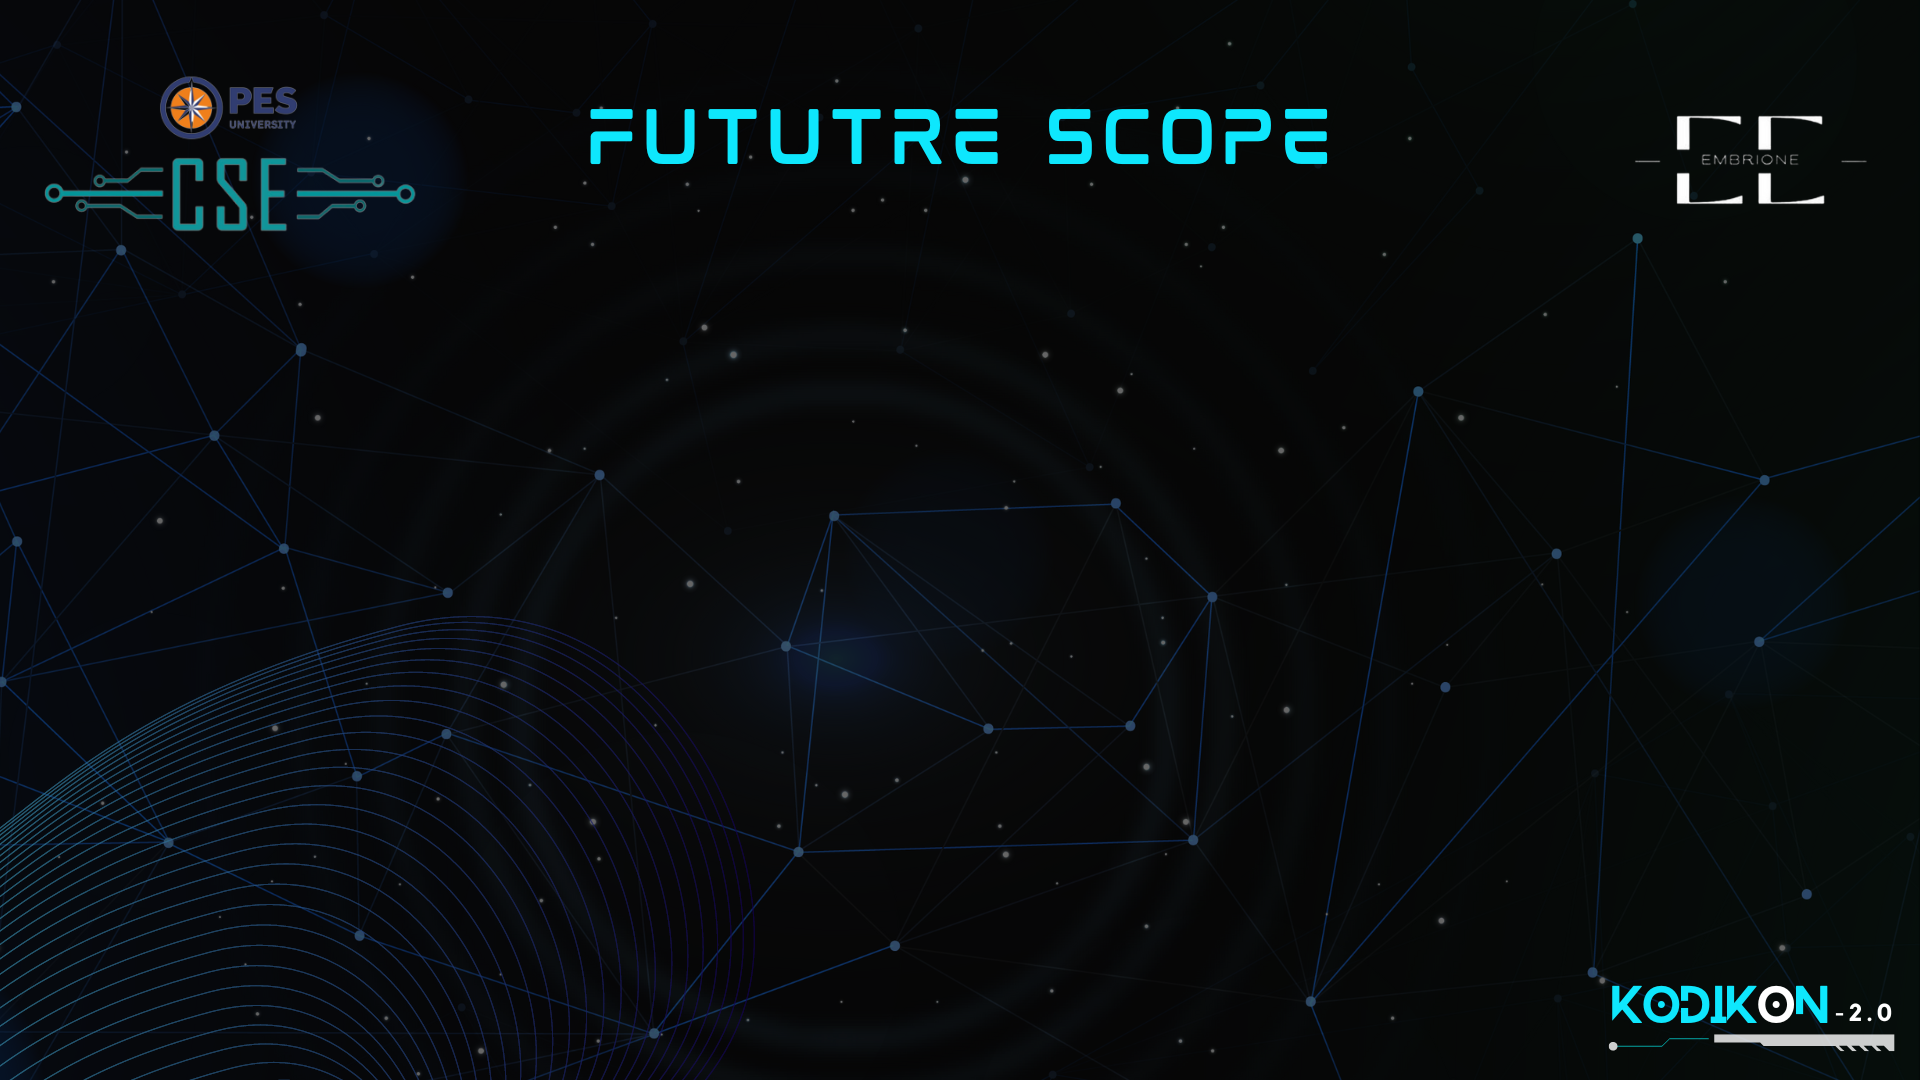 PES
UNIVERSITY
CSE
FUTUTRE SCOPE
EMBRIONE
KODIKON -2.0